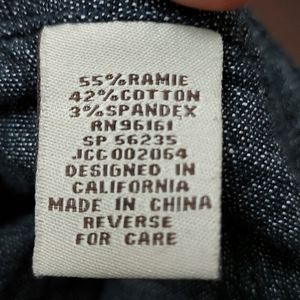 55%RAMIE
42%COTTON
3%SPANDEX
RN96161
SP 56235
JCG002064
DESIGNED IN
CALIFORNIA
MADE IN CHINA
REVERSE
FOR CARE